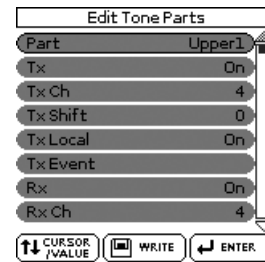 Edit Tone Parts
Part Upper1
Tx On
Tx Ch 4
Tx Shift 0
Tx Local On
Tx Event
Rx On
Rx Ch 4
CURSOR /VALUE WRITE ENTER